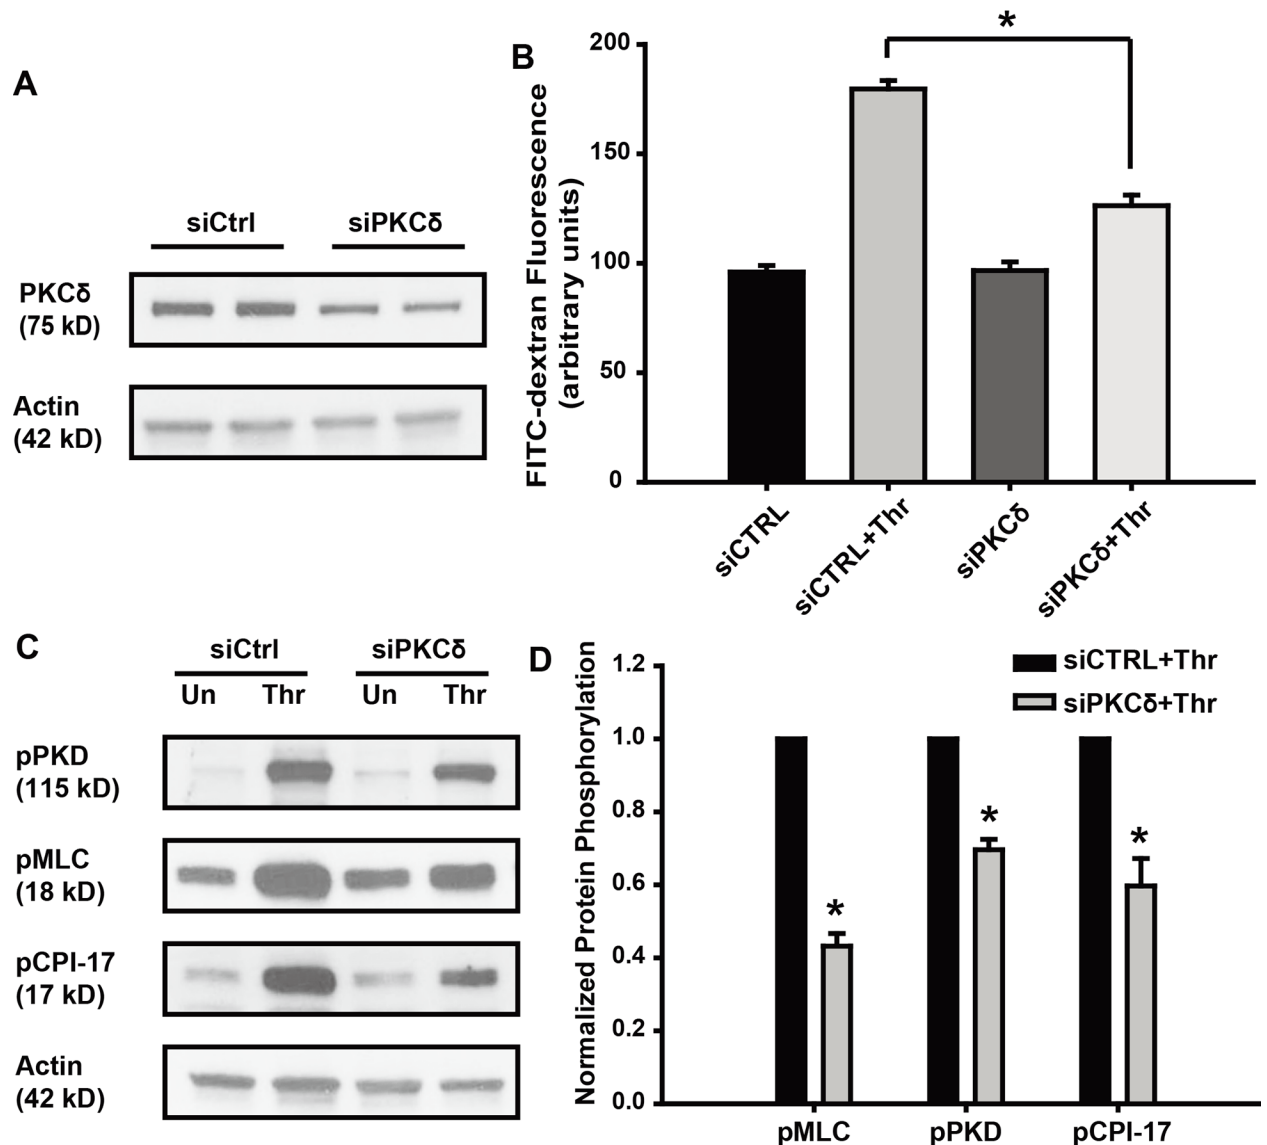 A
siCtrl siPKCδ
PKCδ
(75 kD)
Actin
(42 kD)
B
FITC-dextran Fluorescence
(arbitrary units)
200
150
100
50
0
*
siCTRL
siCTRL+Thr
siPKCδ
siPKCδ+Thr
C
siCtrl siPKCδ
Un Thr Un Thr
pPKD
(115 kD)
pMLC
(18 kD)
pCPI-17
(17 kD)
Actin
(42 kD)
D
Normalized Protein Phosphorylation
1.2
1.0
0.8
0.6
0.4
0.2
0.0
siCTRL+Thr
siPKCδ+Thr
*
*
*
pMLC pPKD pCPI-17